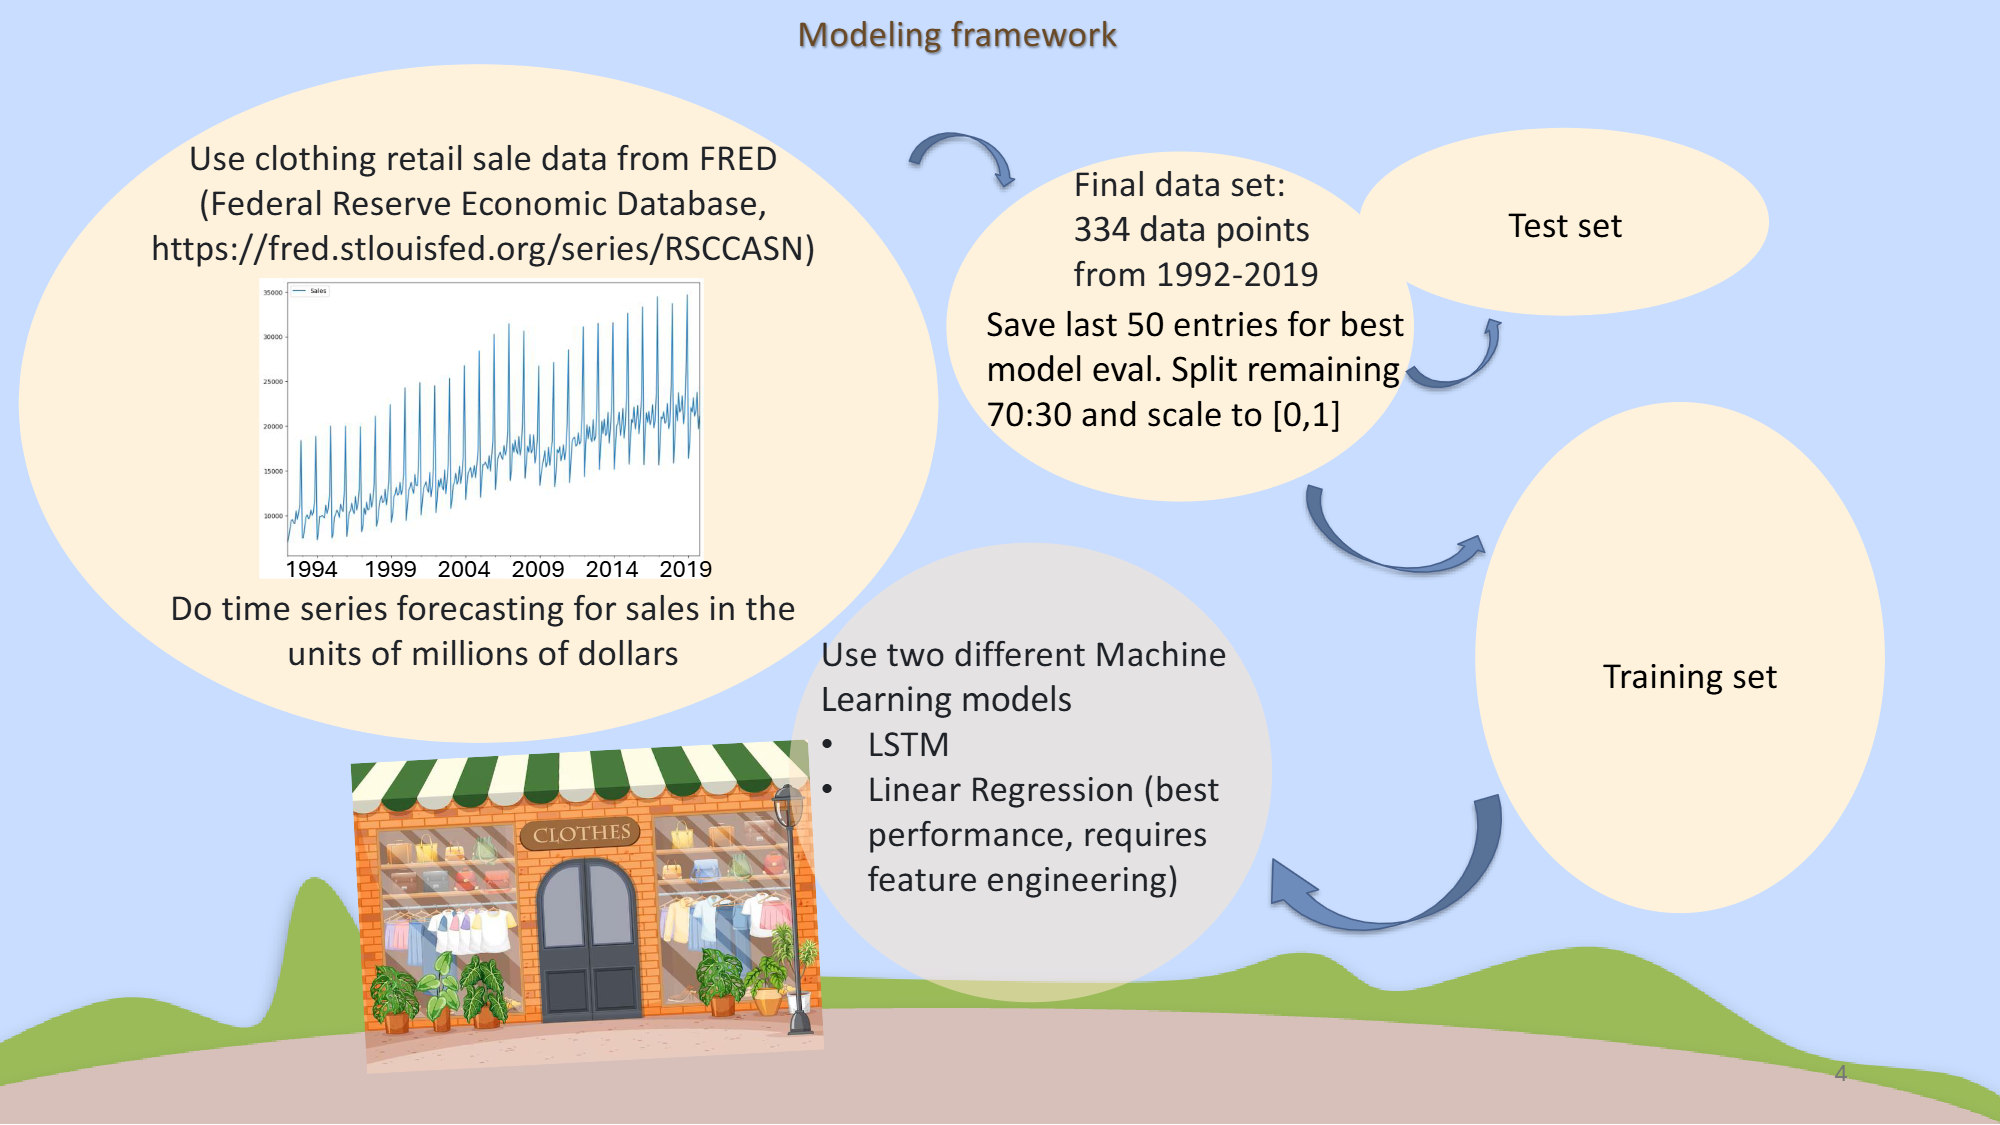 Modeling framework
Use clothing retail sale data from FRED
(Federal Reserve Economic Database,
https://fred.stlouisfed.org/series/RSCCASN)
Sales
35000
30000
25000
20000
15000
10000
1994 1999 2004 2009 2014 2019
Do time series forecasting for sales in the
units of millions of dollars
Final data set:
334 data points
from 1992-2019
Save last 50 entries for best
model eval. Split remaining
70:30 and scale to [0,1]
Test set
Training set
Use two different Machine
Learning models
• LSTM
• Linear Regression (best
performance, requires
feature engineering)
CLOTHES
4